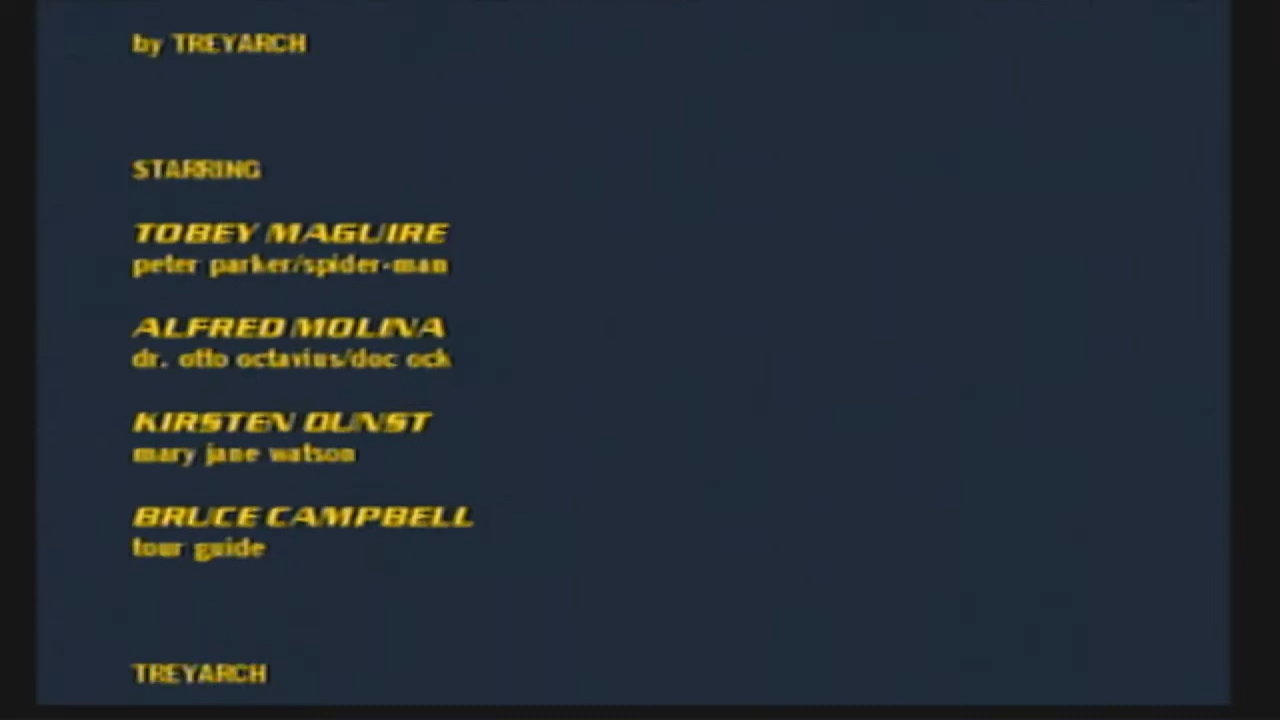 by TREYARCH
STARRING
TOBEY MAGUIRE
peter parker/spider-man
ALFRED MOLINA
dr. otto octavius/doc ock
KIRSTEN DUNST
mary jane watson
BRUCE CAMPBELL
tour guide
TREYARCH